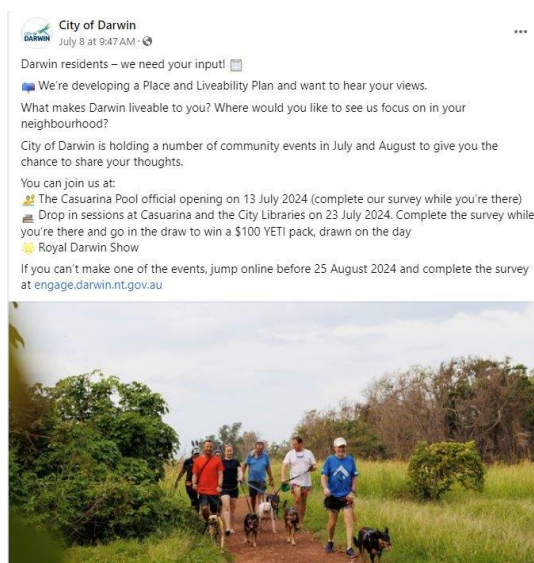 City of Darwin
July 8 at 9:47 AM ·
Darwin residents – we need your input!
We're developing a Place and Liveability Plan and want to hear your views.
What makes Darwin liveable to you? Where would you like to see us focus on in your
neighbourhood?
City of Darwin is holding a number of community events in July and August to give you the
chance to share your thoughts.
You can join us at:
The Casuarina Pool official opening on 13 July 2024 (complete our survey while you're there)
Drop in sessions at Casuarina and the City Libraries on 23 July 2024. Complete the survey while
you're there and go in the draw to win a $100 YETI pack, drawn on the day
Royal Darwin Show
If you can't make one of the events, jump online before 25 August 2024 and complete the survey
at engage.darwin.nt.gov.au